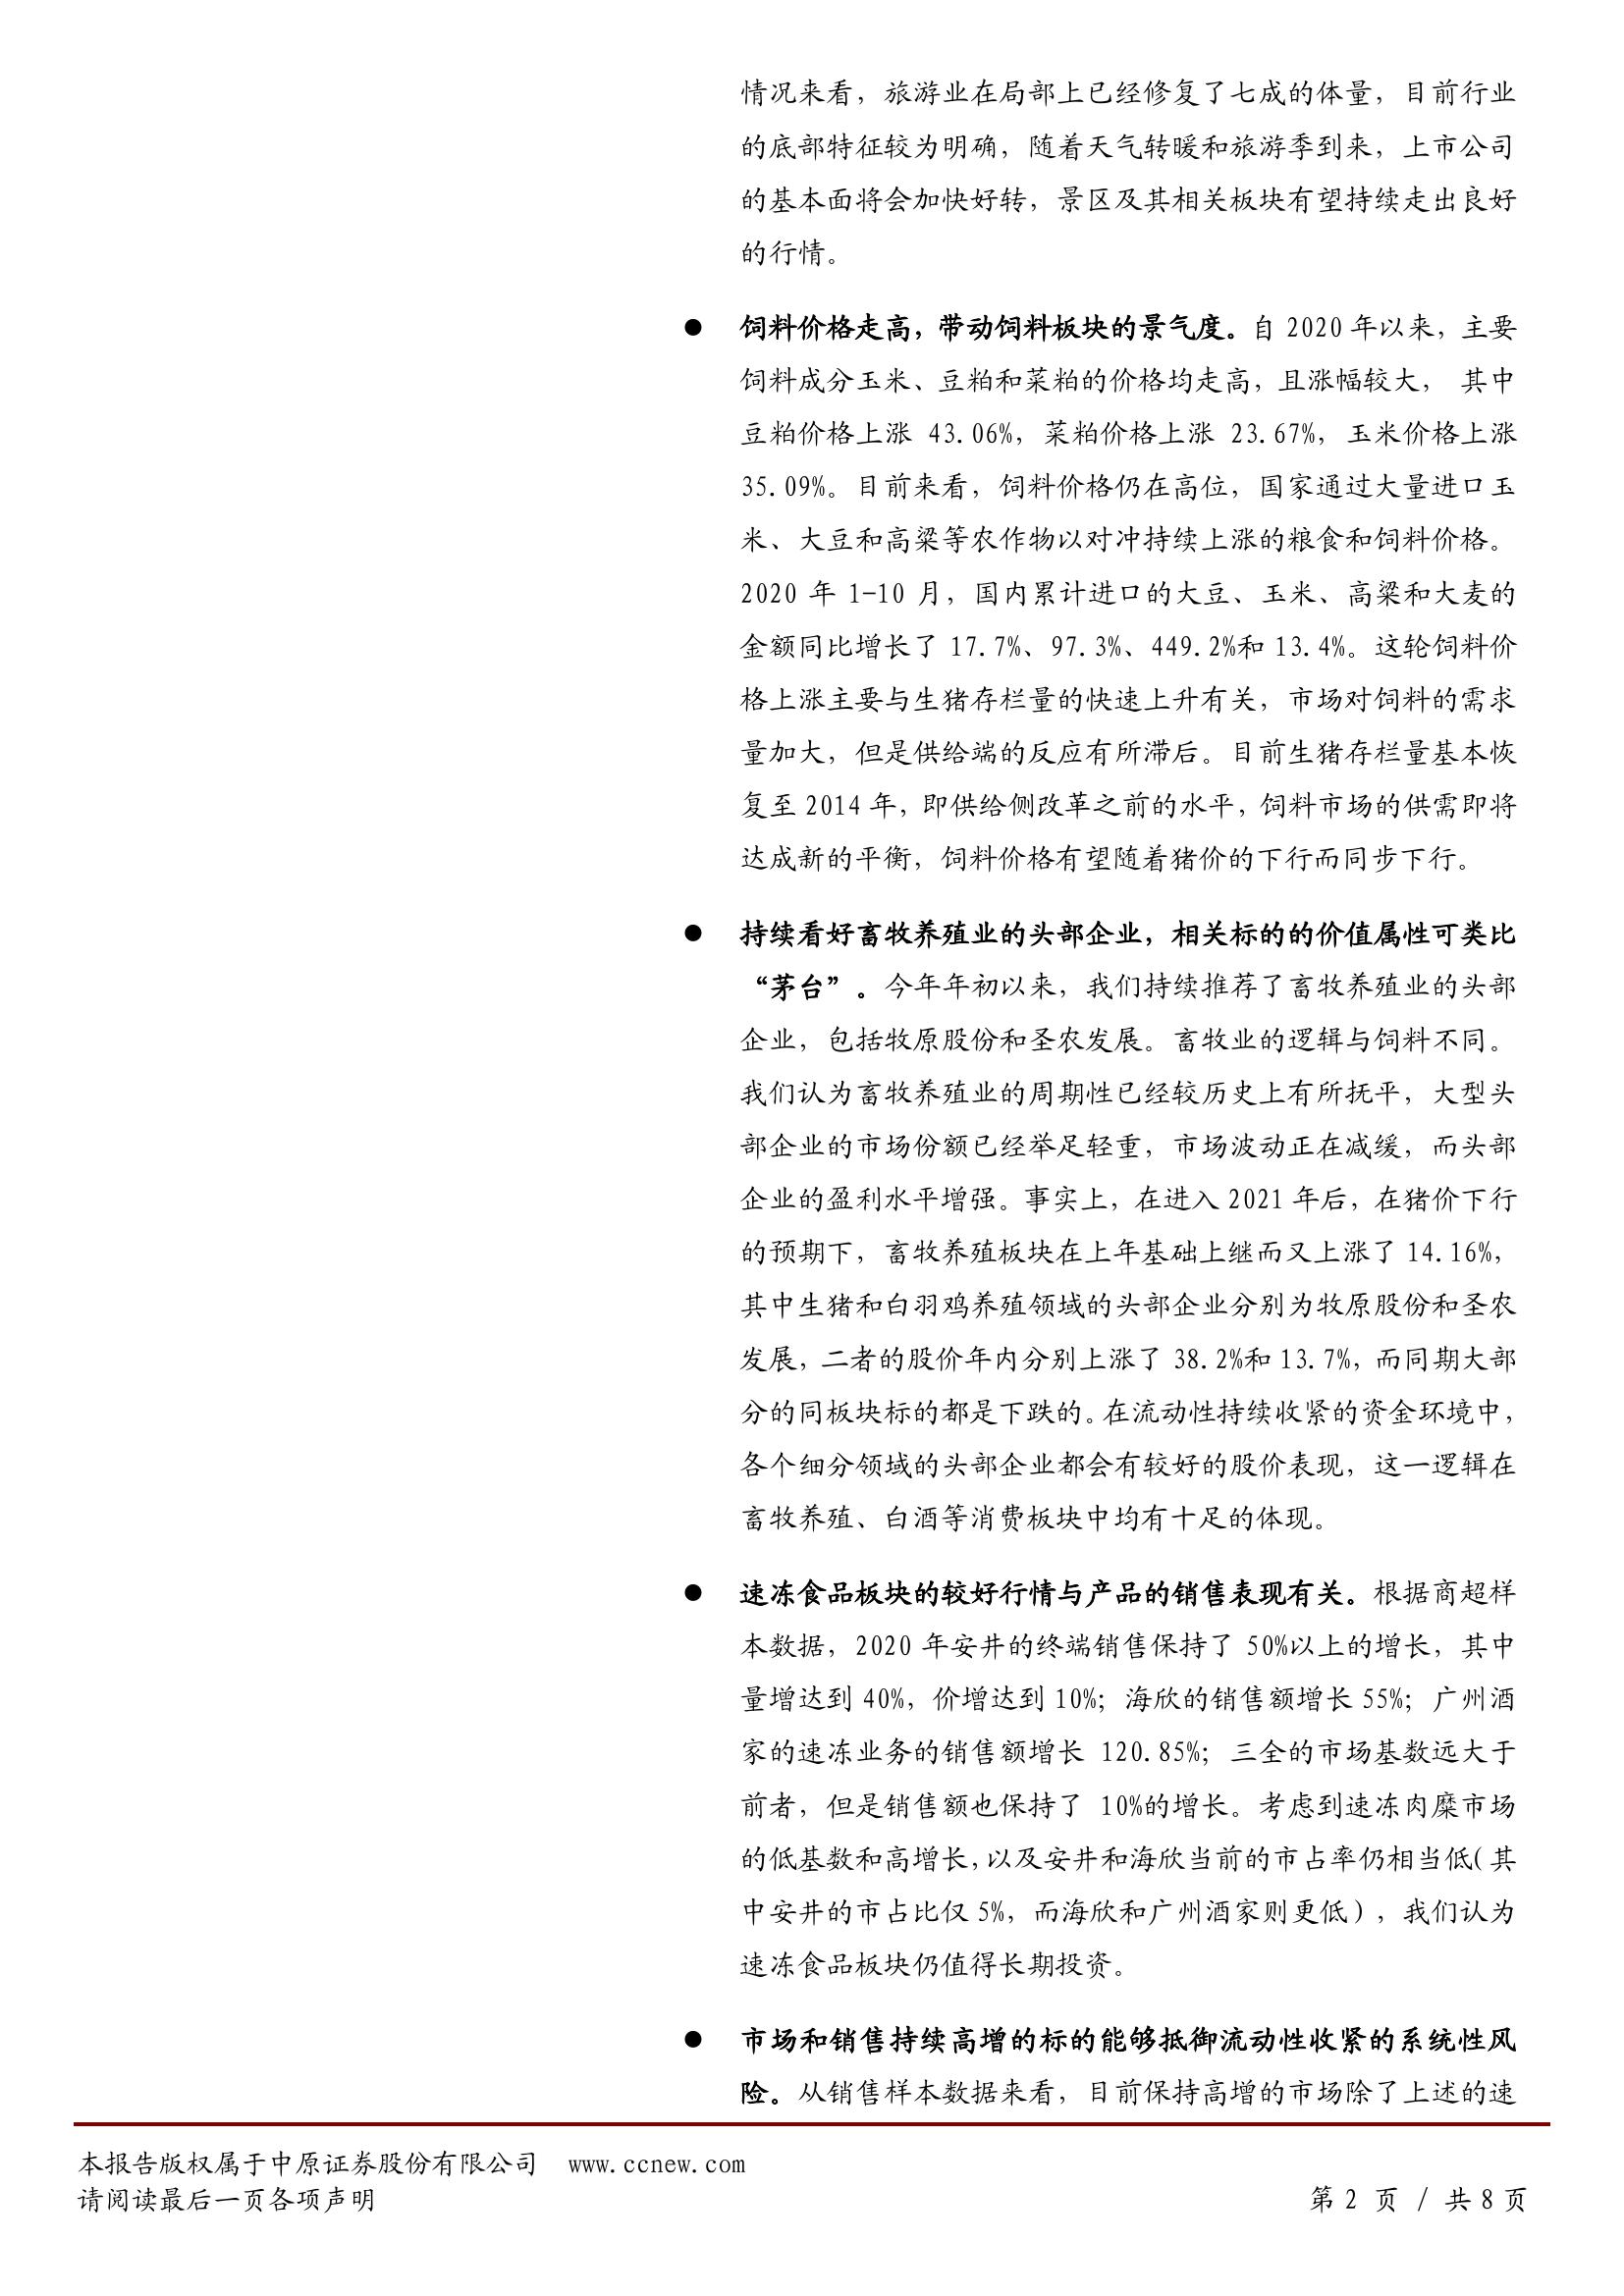 情况来看，旅游业在局部上已经修复了七成的体量，目前行业
的底部特征较为明确，随着天气转暖和旅游季到来，上市公司
的基本面将会加快好转，景区及其相关板块有望持续走出良好
的行情。
● 饲料价格走高，带动饲料板块的景气度。自 2020 年以来，主要
饲料成分玉米、豆粕和菜粕的价格均走高，且涨幅较大， 其中
豆粕价格上涨 43.06%，菜粕价格上涨 23.67%，玉米价格上涨
35.09%。目前来看，饲料价格仍在高位，国家通过大量进口玉
米、大豆和高粱等农作物以对冲持续上涨的粮食和饲料价格。
2020 年 1-10 月，国内累计进口的大豆、玉米、高粱和大麦的
金额同比增长了 17.7%、97.3%、449.2%和 13.4%。这轮饲料价
格上涨主要与生猪存栏量的快速上升有关，市场对饲料的需求
量加大，但是供给端的反应有所滞后。目前生猪存栏量基本恢
复至 2014 年，即供给侧改革之前的水平，饲料市场的供需即将
达成新的平衡，饲料价格有望随着猪价的下行而同步下行。
● 持续看好畜牧养殖业的头部企业，相关标的的价值属性可类比
“茅台”。今年年初以来，我们持续推荐了畜牧养殖业的头部
企业，包括牧原股份和圣农发展。畜牧业的逻辑与饲料不同。
我们认为畜牧养殖业的周期性已经较历史上有所抚平，大型头
部企业的市场份额已经举足轻重，市场波动正在减缓，而头部
企业的盈利水平增强。事实上，在进入 2021 年后，在猪价下行
的预期下，畜牧养殖板块在上年基础上继而又上涨了 14.16%，
其中生猪和白羽鸡养殖领域的头部企业分别为牧原股份和圣农
发展，二者的股价年内分别上涨了 38.2%和 13.7%，而同期大部
分的同板块标的都是下跌的。在流动性持续收紧的资金环境中，
各个细分领域的头部企业都会有较好的股价表现，这一逻辑在
畜牧养殖、白酒等消费板块中均有十足的体现。
● 速冻食品板块的较好行情与产品的销售表现有关。根据商超样
本数据，2020 年安井的终端销售保持了 50%以上的增长，其中
量增达到 40%，价增达到 10%；海欣的销售额增长 55%；广州酒
家的速冻业务的销售额增长 120.85%；三全的市场基数远大于
前者，但是销售额也保持了 10%的增长。考虑到速冻肉糜市场
的低基数和高增长，以及安井和海欣当前的市占率仍相当低（其
中安井的市占比仅 5%，而海欣和广州酒家则更低），我们认为
速冻食品板块仍值得长期投资。
● 市场和销售持续高增的标的能够抵御流动性收紧的系统性风
险。从销售样本数据来看，目前保持高增的市场除了上述的速
本报告版权属于中原证券股份有限公司 www.ccnew.com
请阅读最后一页各项声明
第 2 页 / 共 8 页